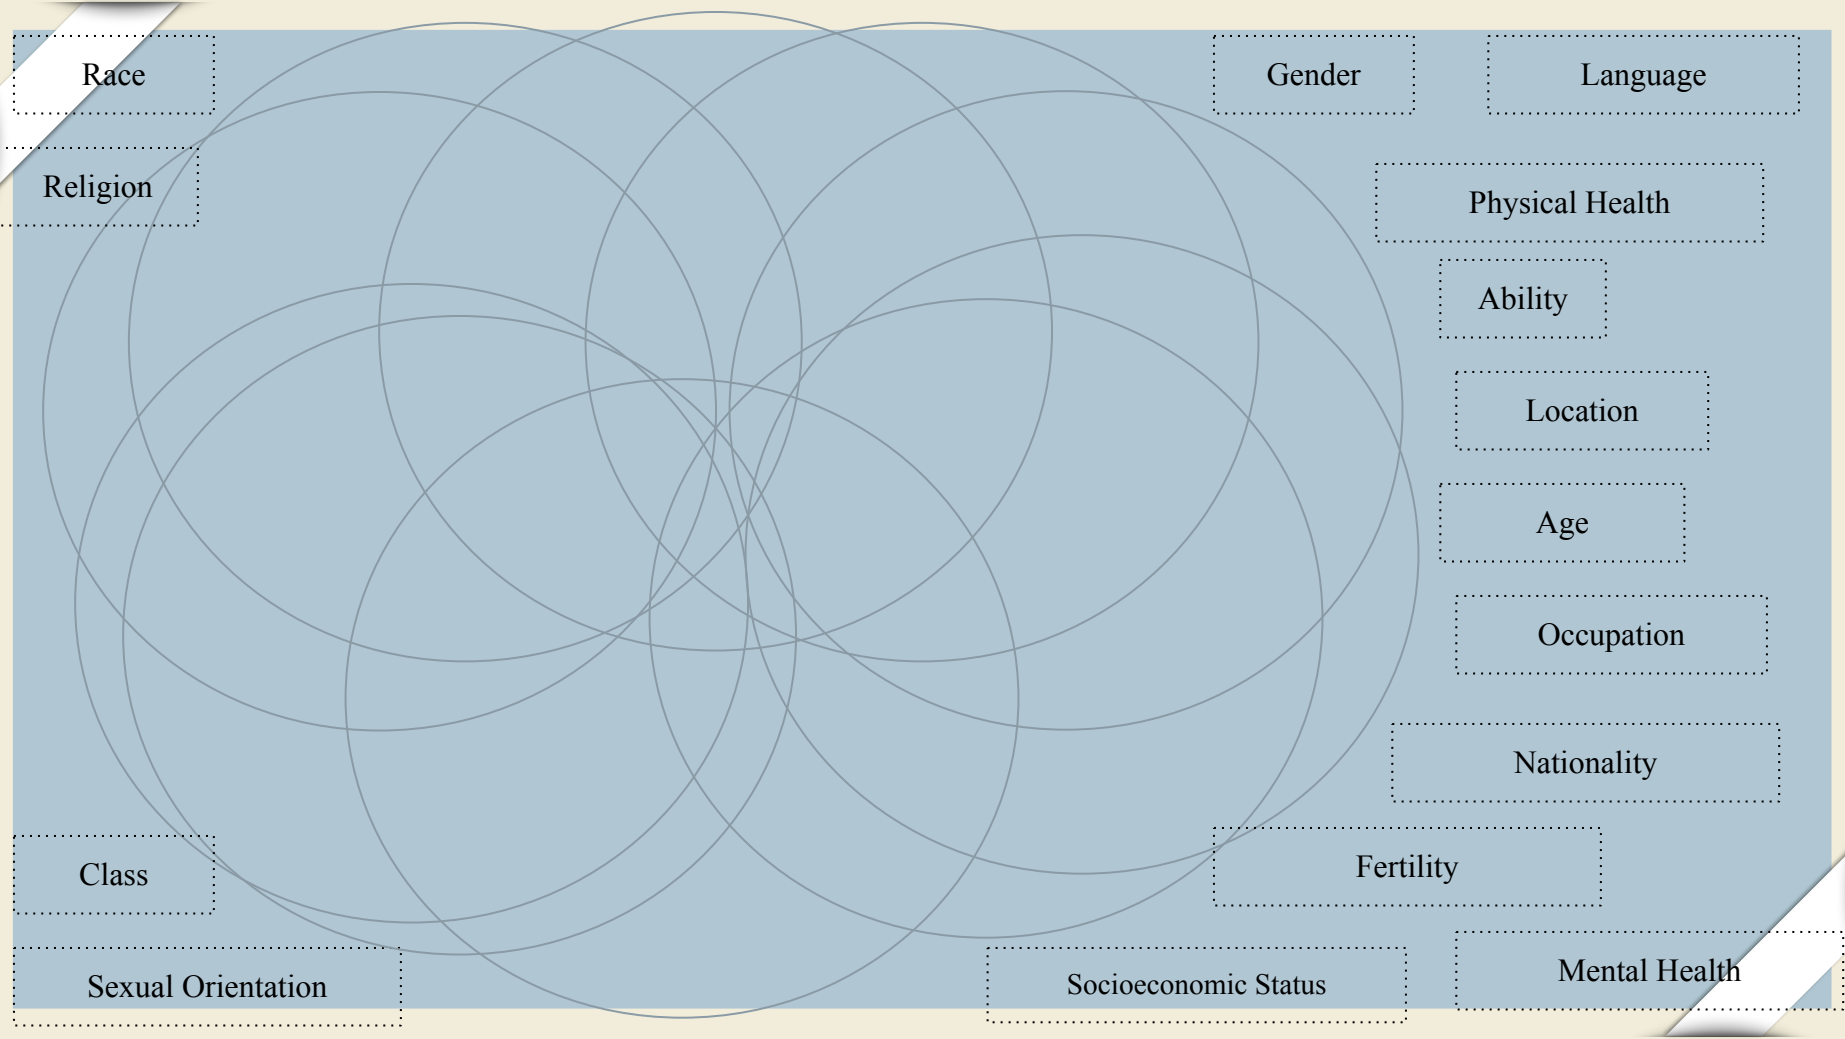 Race
Gender
Language
Religion
Physical Health
Ability
Location
Age
Occupation
Nationality
Class
Fertility
Sexual Orientation
Socioeconomic Status
Mental Health